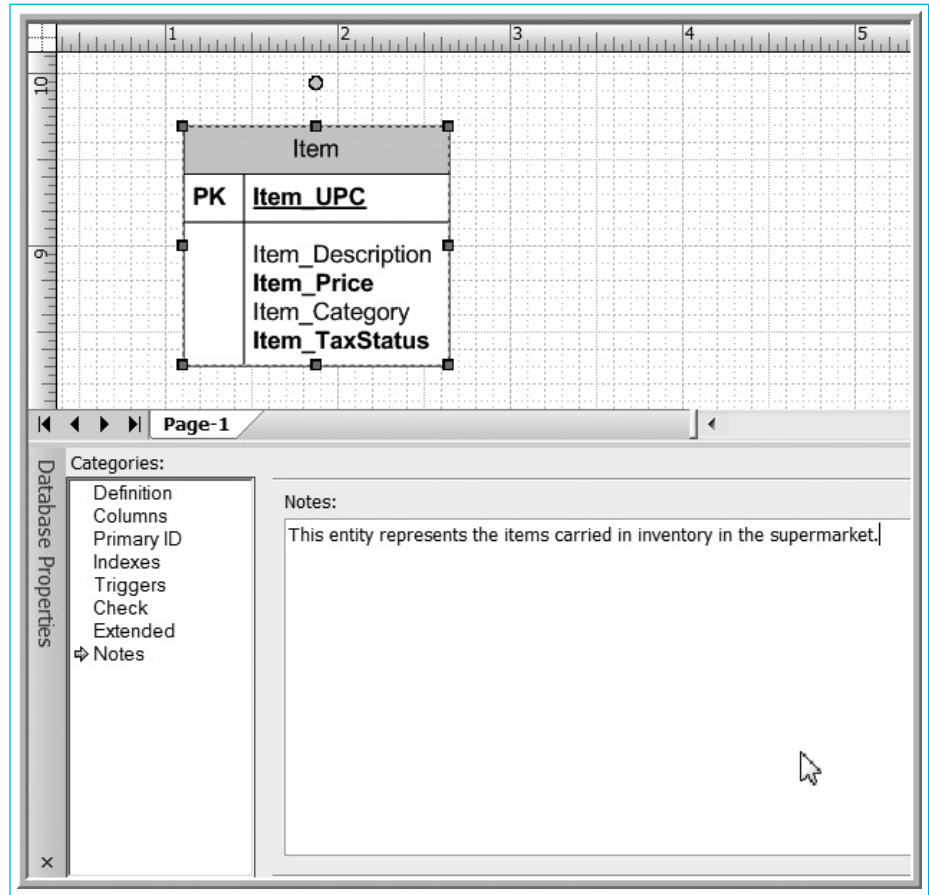 1 2 3 4 5
10
Item
PK Item_UPC
9
Item_Description
Item_Price
Item_Category
Item_TaxStatus
Page-1
Database Properties
Categories:
Definition
Columns
Primary ID
Indexes
Triggers
Check
Extended
Notes
Notes:
This entity represents the items carried in inventory in the supermarket.